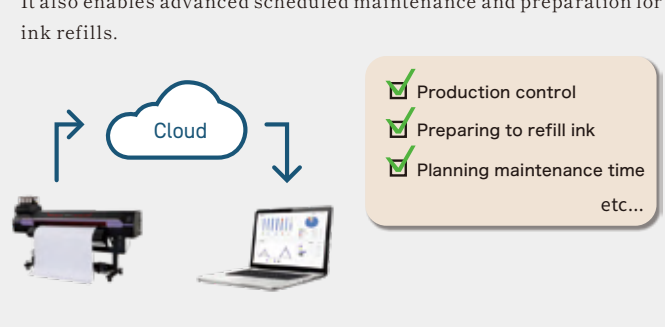 It also enables advanced scheduled maintenance and preparation for
ink refills.
Cloud
Production control
Preparing to refill ink
Planning maintenance time
etc...